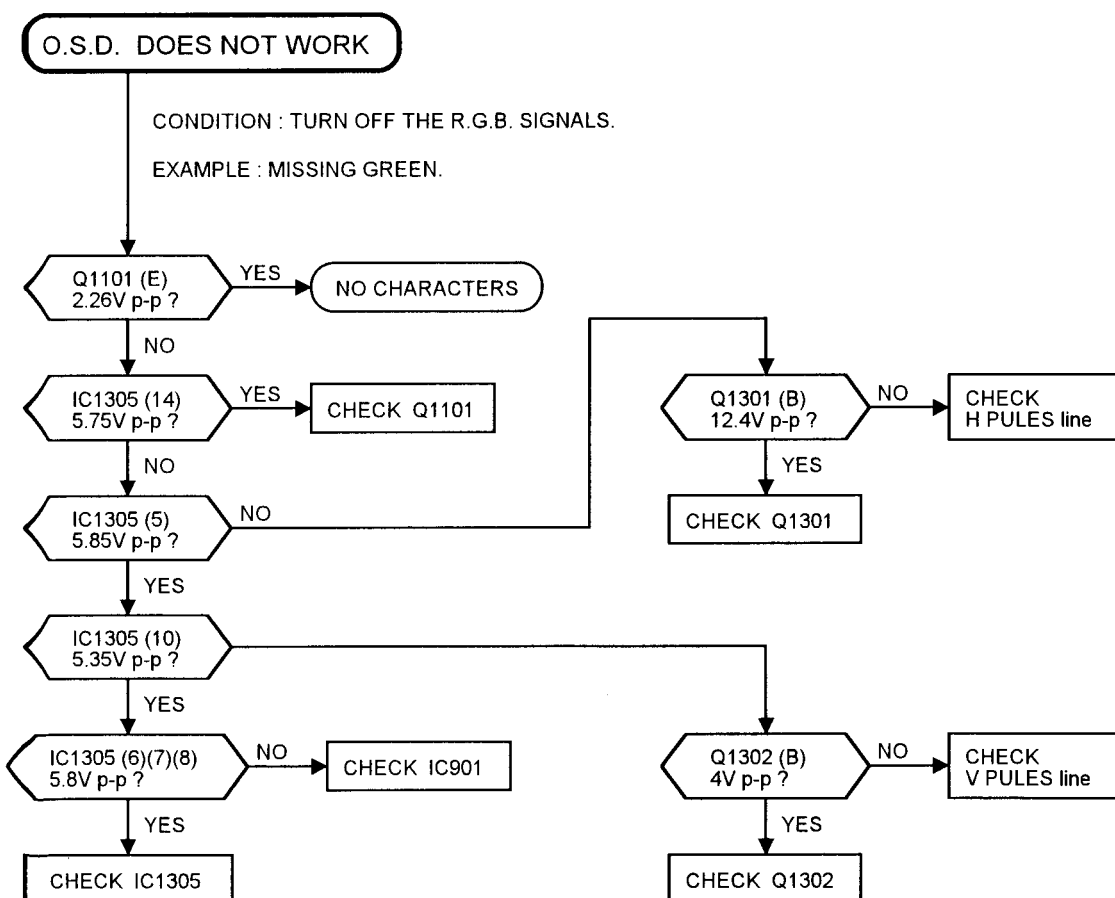 O.S.D. DOES NOT WORK
CONDITION : TURN OFF THE R.G.B. SIGNALS.
EXAMPLE : MISSING GREEN.
Q1101 (E)
2.26V p-p ?
YES
NO CHARACTERS
NO
IC1305 (14)
5.75V p-p ?
YES
CHECK Q1101
NO
Q1301 (B)
12.4V p-p ?
NO
CHECK
H PULES line
YES
CHECK Q1301
IC1305 (5)
5.85V p-p ?
NO
YES
IC1305 (10)
5.35V p-p ?
YES
IC1305 (6)(7)(8)
5.8V p-p ?
NO
CHECK IC901
YES
CHECK IC1305
Q1302 (B)
4V p-p ?
NO
CHECK
V PULES line
YES
CHECK Q1302